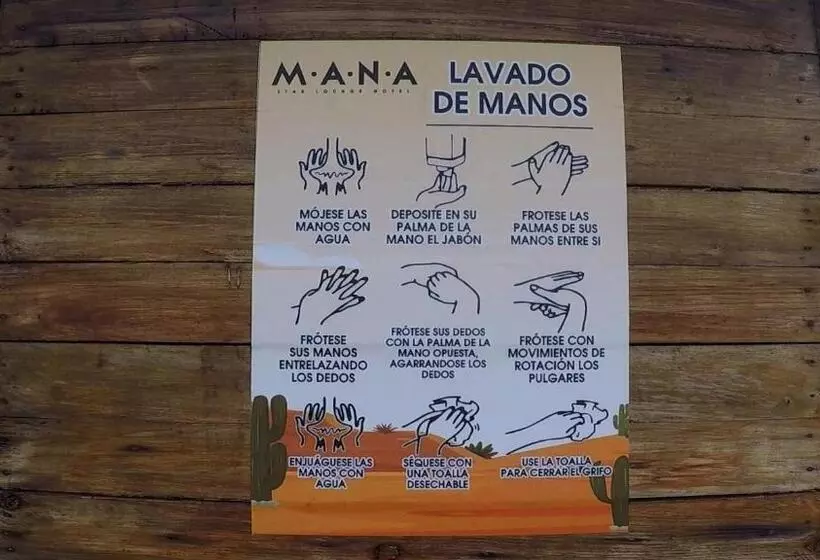 M·A·N·A
STAR LOUNGE HOTEL
LAVADO
DE MANOS
MÓJESE LAS
MANOS CON
AGUA
DEPOSITE EN SU
PALMA DE LA
MANO EL JABÓN
FROTESE LAS
PALMAS DE SUS
MANOS ENTRE SI
FRÓTESE
SUS MANOS
ENTRELAZANDO
LOS DEDOS
FRÓTESE SUS DEDOS
CON LA PALMA DE LA
MANO OPUESTA,
AGARRANDOSE LOS
DEDOS
FRÓTESE CON
MOVIMIENTOS DE
ROTACIÓN LOS
PULGARES
ENJUÁGUESE LAS
MANOS CON
AGUA
SÉQUESE CON
UNA TOALLA
DESECHABLE
USE LA TOALLA
PARA CERRAR EL GRIFO